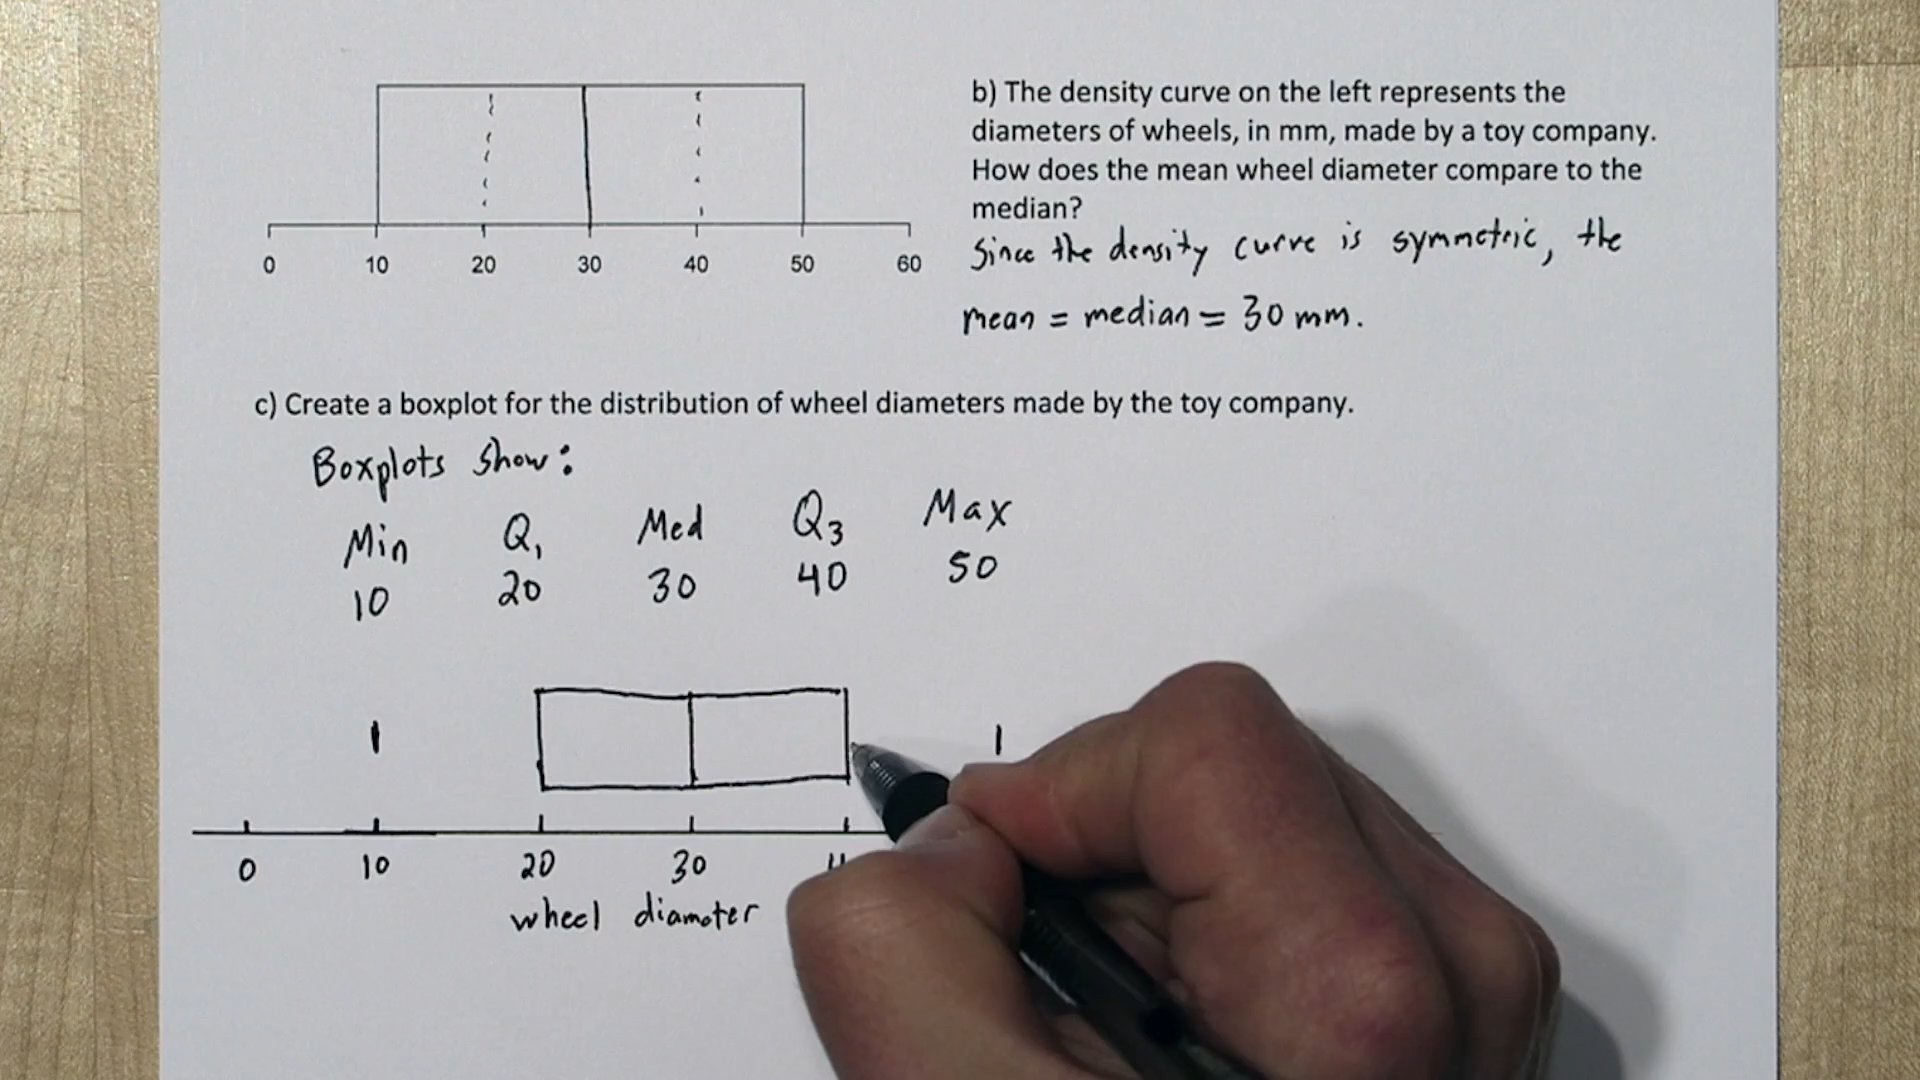 0 10 20 30 40 50 60
b) The density curve on the left represents the
diameters of wheels, in mm, made by a toy company.
How does the mean wheel diameter compare to the
median?
Since the density curve is symmetric, the
mean = median = 30 mm.
c) Create a boxplot for the distribution of wheel diameters made by the toy company.
Boxplots show:
Min Q1 Med Q3 Max
10 20 30 40 50
0 10 20 30
wheel diameter